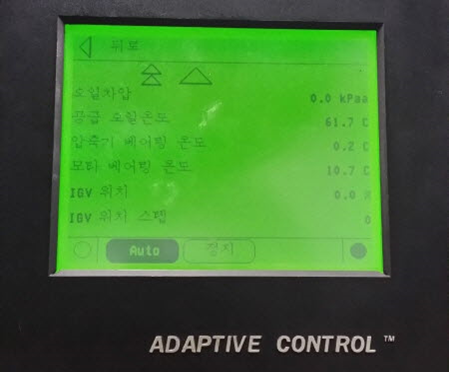 뒤로
오일차압 0.0 kPaa
공급 오일온도 61.7 C
압축기 베어링 온도 0.2 C
모터 베어링 온도 10.7 C
IGV 위치 0.0 %
IGV 위치 스텝 0
Auto 정지
ADAPTIVE CONTROL™